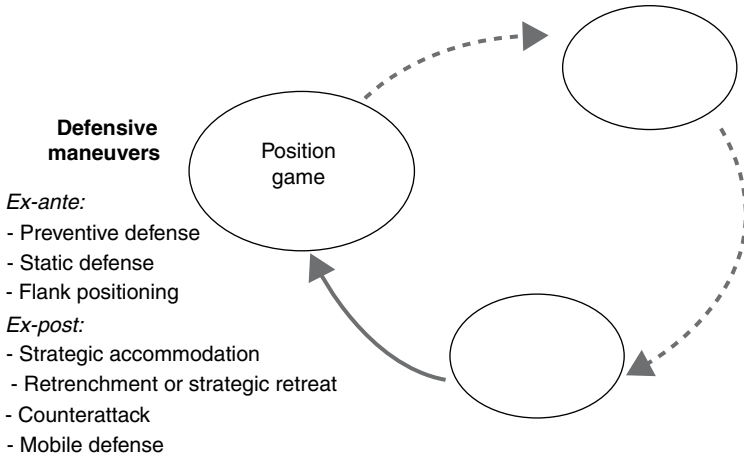 Defensive
maneuvers
Position
game
Ex-ante:
- Preventive defense
- Static defense
- Flank positioning
Ex-post:
- Strategic accommodation
- Retrenchment or strategic retreat
- Counterattack
- Mobile defense